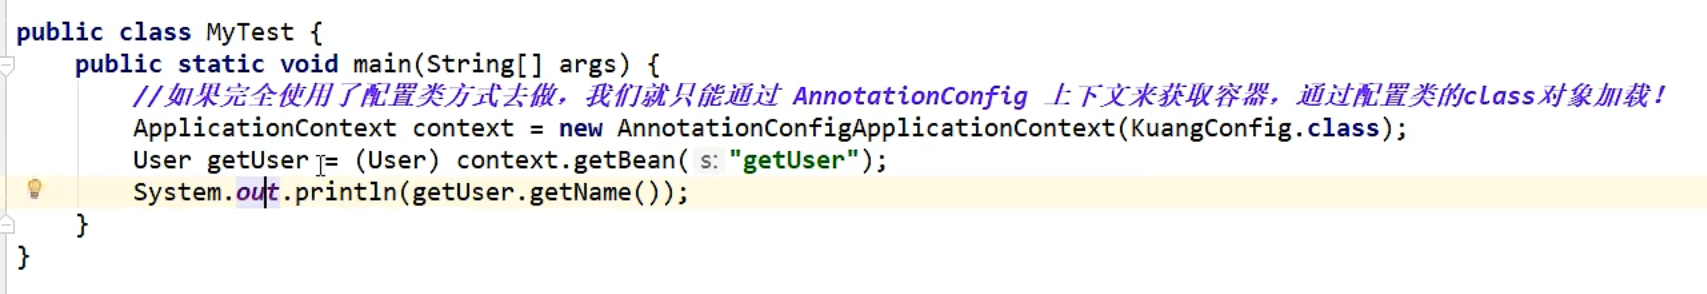 public class MyTest {
public static void main(String[] args) {
//如果完全使用了配置类方式去做，我们就只能通过 AnnotationConfig 上下文来获取容器，通过配置类的class对象加载！
ApplicationContext context = new AnnotationConfigApplicationContext(KuangConfig.class);
User getUser = (User) context.getBean( s: "getUser");
System.out.println(getUser.getName());
}
}